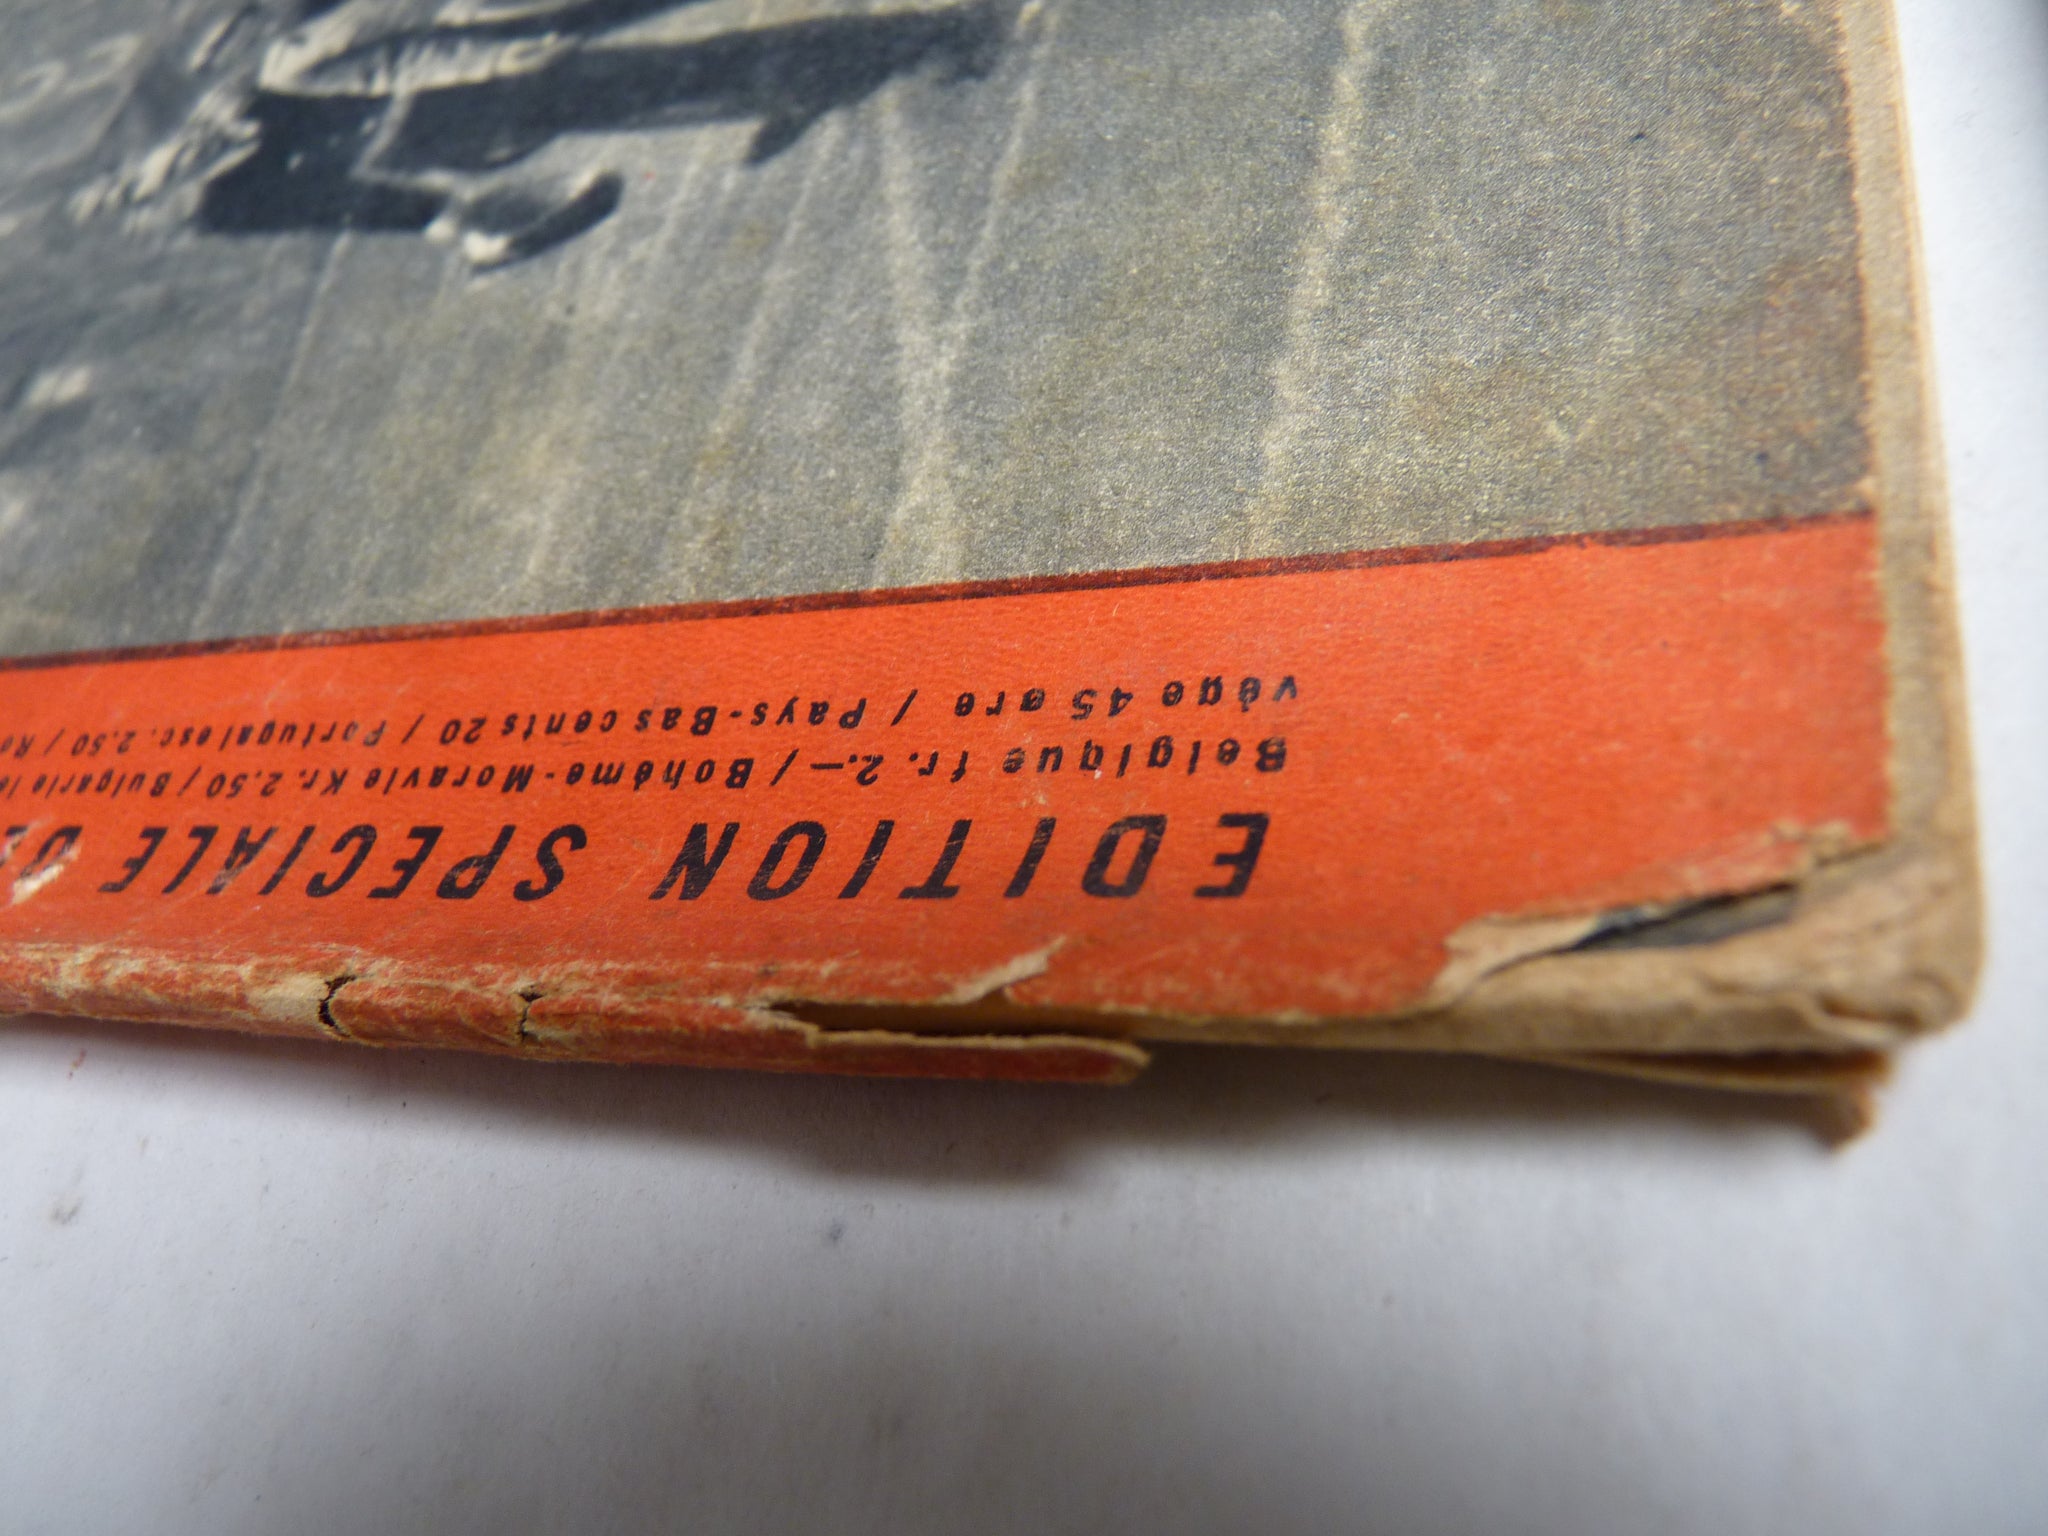 EDITION SPECIALE
Belgique fr. 2.— / Bohême-Moravie Kr. 2.50 / Bulgarie le
vège 45 øre / Pays-Bas cents 20 / Portugal esc. 2.50 /